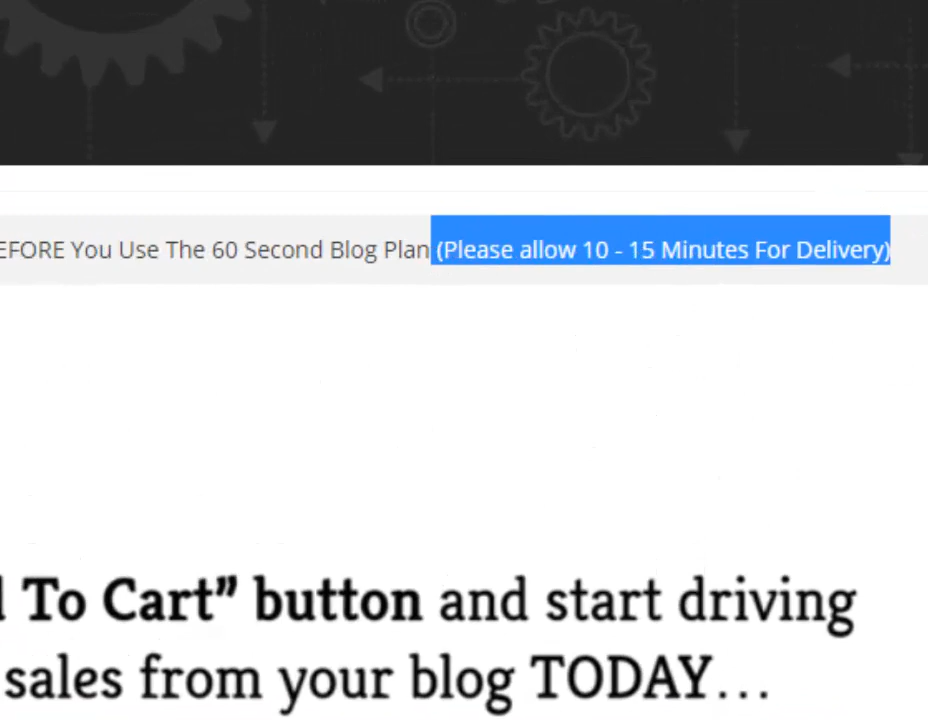 You Use The 60 Second Blog Plan (Please allow 10 - 15 Minutes For Delivery)
To Cart” button and start driving
sales from your blog TODAY...